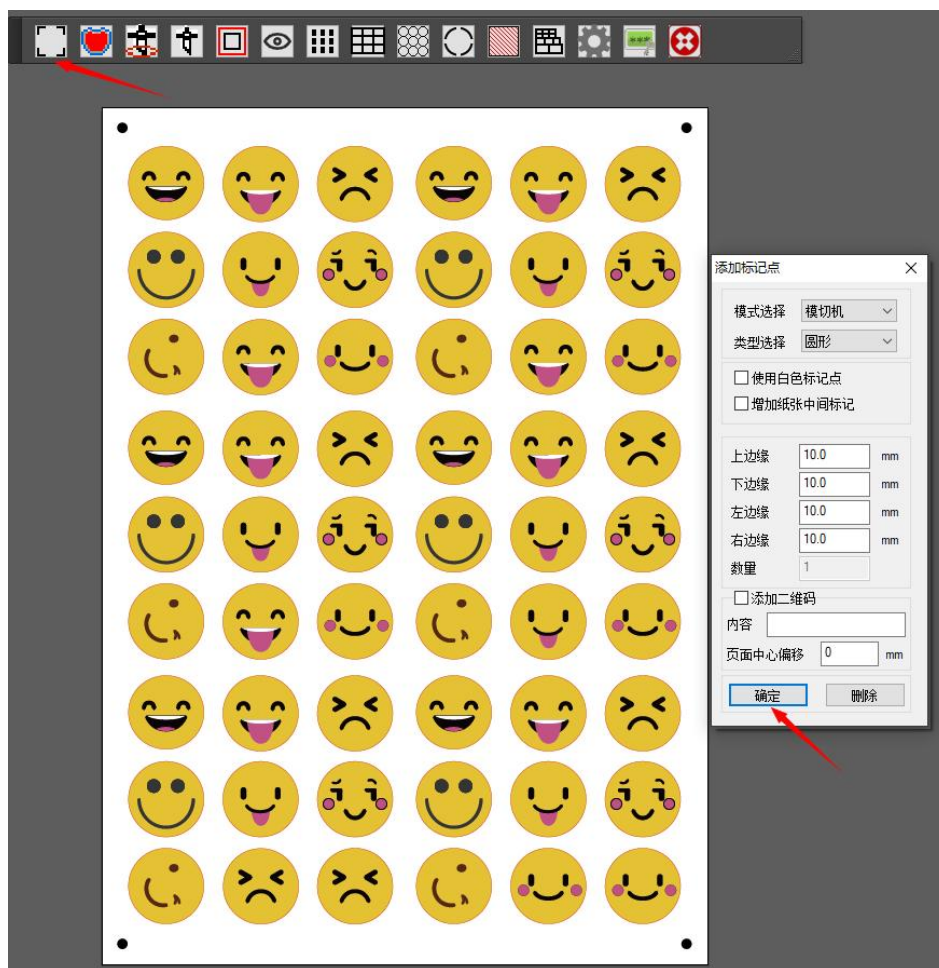 ***
添加标记点
模式选择 模切机
类型选择 圆形
使用白色标记点
增加纸张中间标记
上边缘 10.0 mm
下边缘 10.0 mm
左边缘 10.0 mm
右边缘 10.0 mm
数量 1
添加二维码
内容
页面中心偏移 0 mm
确定 删除